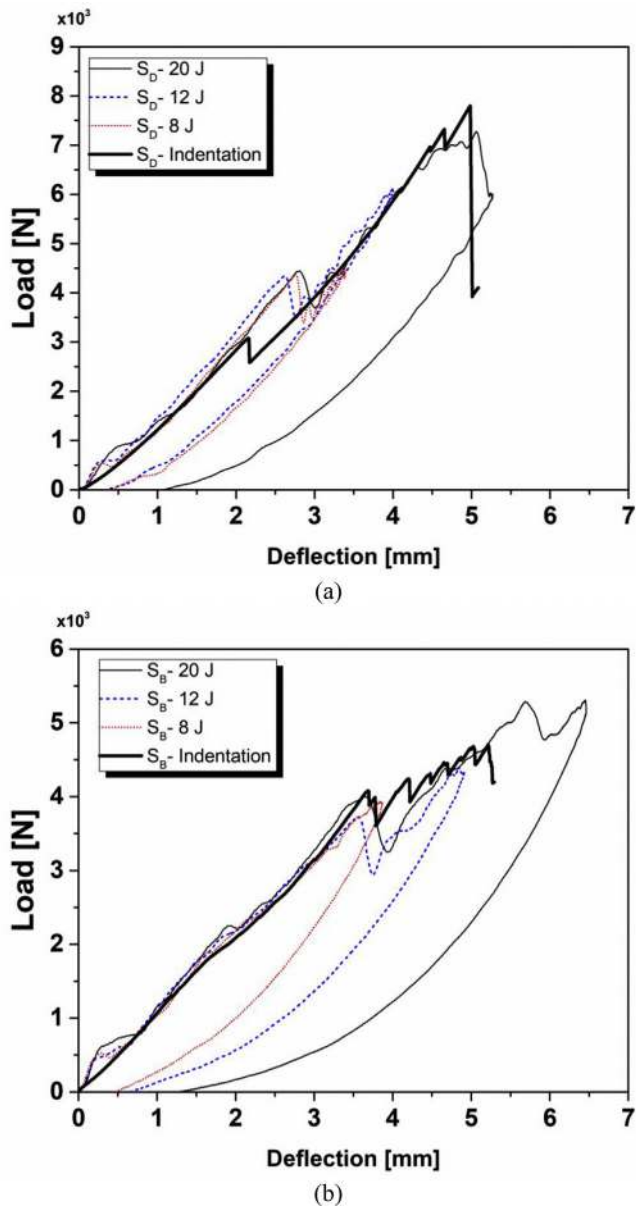 ×10³
9
8
7
6
5
4
3
2
1
0
Load [N]
S_D- 20 J
S_D- 12 J
S_D- 8 J
S_D- Indentation
0 1 2 3 4 5 6 7
Deflection [mm]
(a)
×10³
6
5
4
3
2
1
0
Load [N]
S_B- 20 J
S_B- 12 J
S_B- 8 J
S_B- Indentation
0 1 2 3 4 5 6 7
Deflection [mm]
(b)